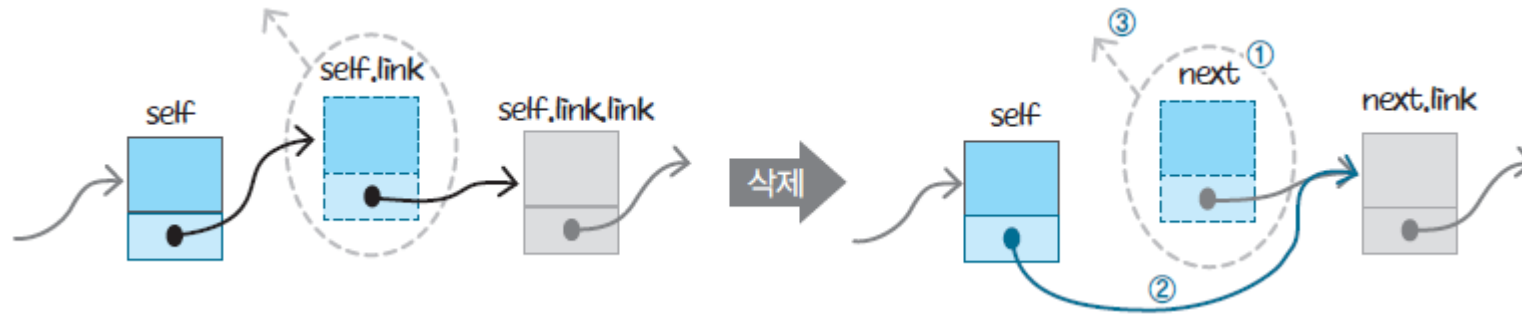 self
self.link
self.link.link
삭제
self
③
next
①
next.link
②